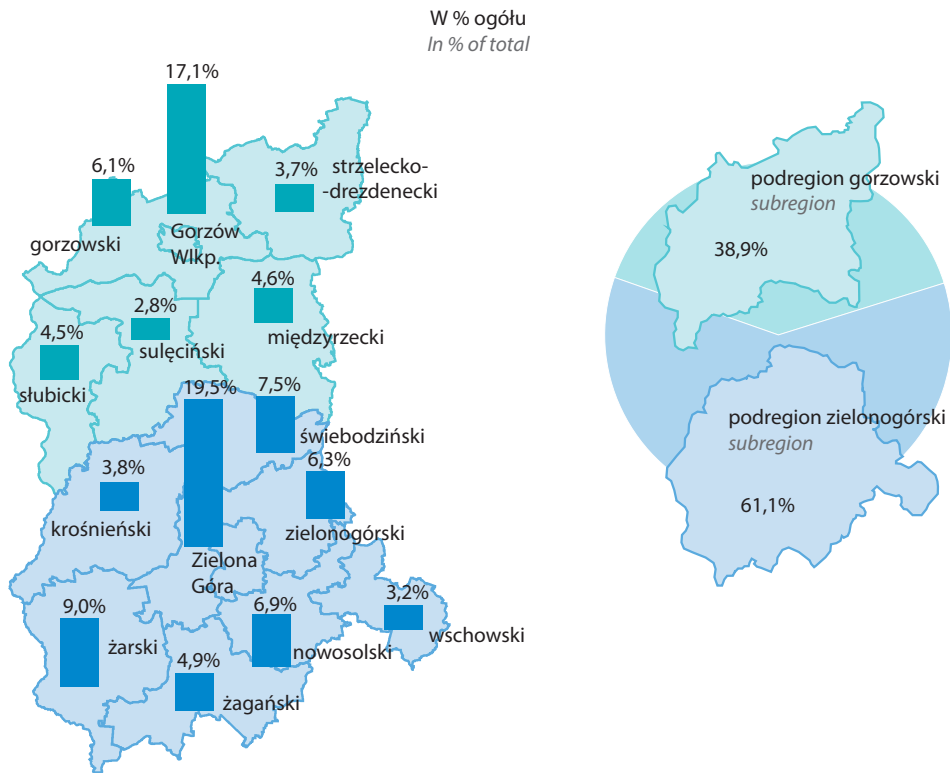 W % ogółu
In % of total
17,1%
6,1%
3,7%
strzelecko-
-drezdenecki
gorzowski
Gorzów
Wlkp.
4,6%
2,8%
międzyrzecki
4,5%
sulęciński
słubicki
19,5%
7,5%
świebodziński
3,8%
6,3%
krośnieński
zielonogórski
Zielona
Góra
9,0%
6,9%
3,2%
żarski
nowosolski
wschowski
4,9%
żagański
podregion gorzowski
subregion
38,9%
podregion zielonogórski
subregion
61,1%